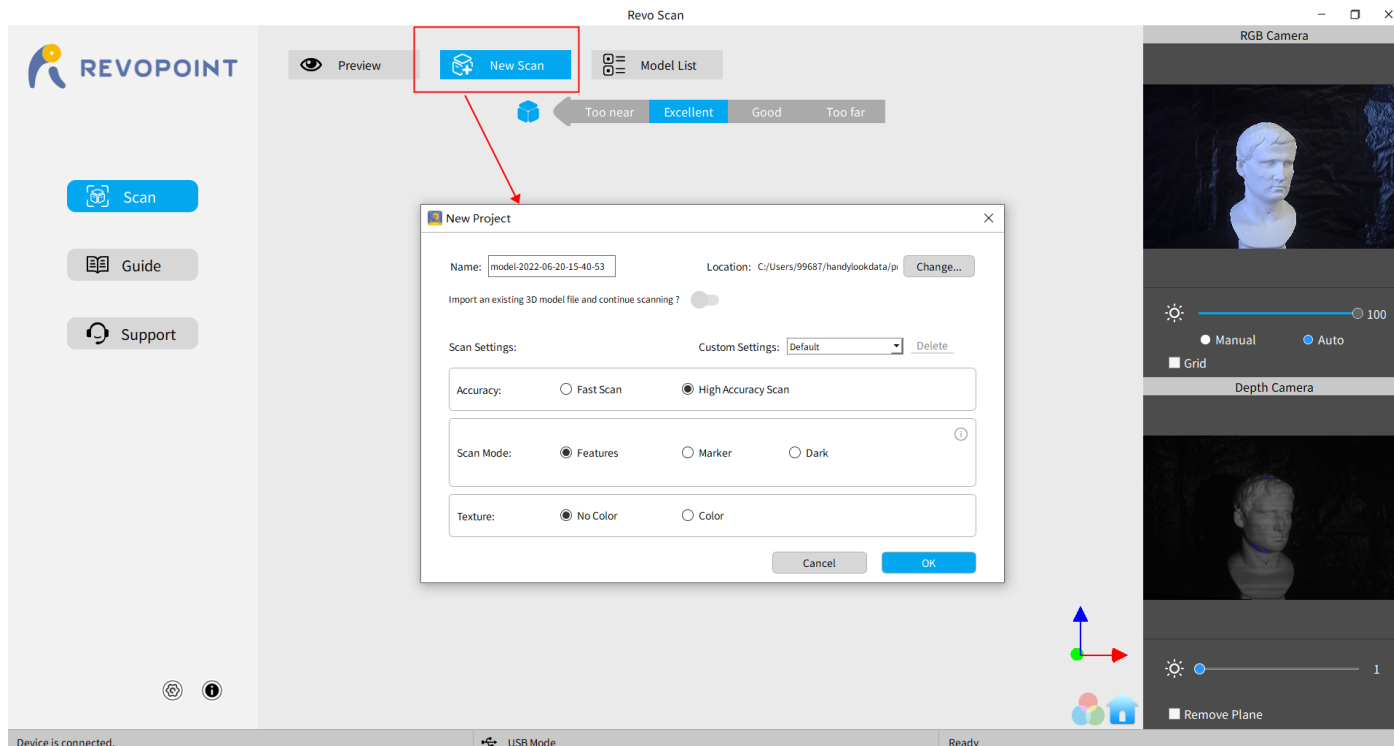 Revo Scan
REVOPOINT
Scan
Guide
Support
Preview
New Scan
Model List
Too near
Excellent
Good
Too far
New Project
Name: model-2022-06-20-15-40-53
Location: C:/Users/99687/handylookdata/pr
Change...
Import an existing 3D model file and continue scanning ?
Scan Settings:
Custom Settings: Default
Delete
Accuracy: Fast Scan High Accuracy Scan
Scan Mode: Features Marker Dark
Texture: No Color Color
Cancel
OK
RGB Camera
100
Manual Auto
Grid
Depth Camera
1
Remove Plane
Device is connected.
USB Mode
Ready